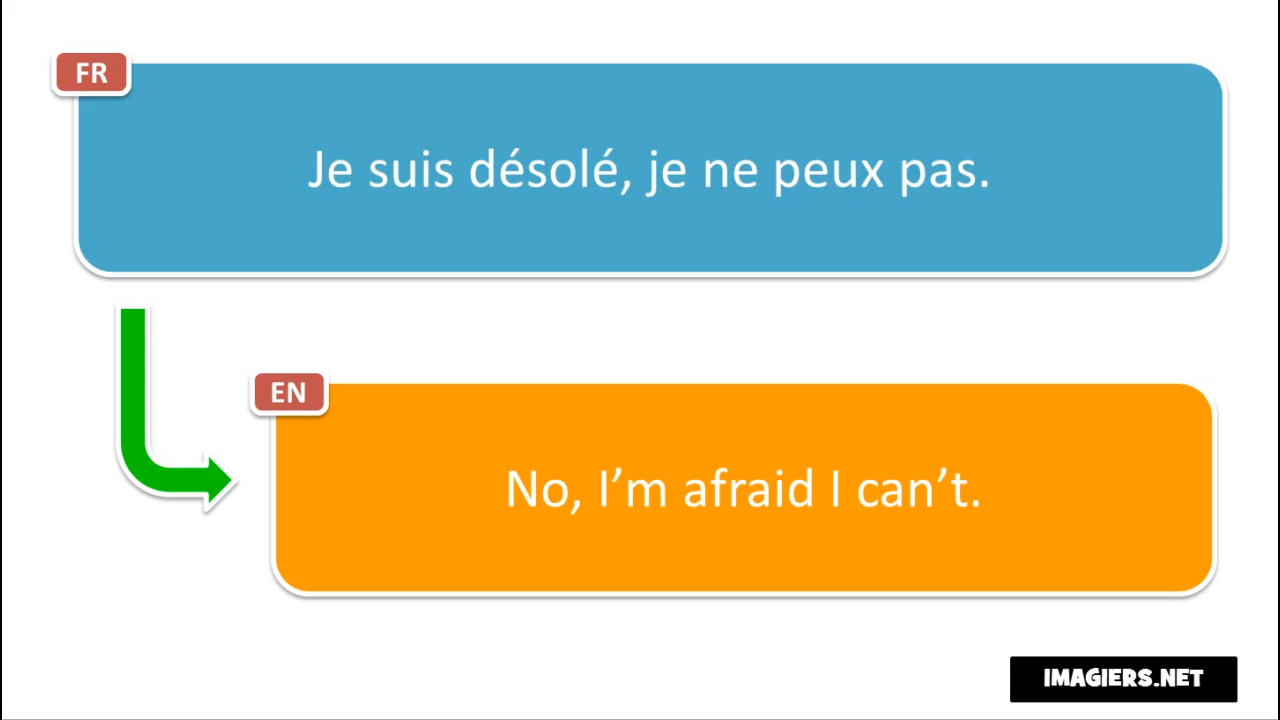 FR
Je suis désolé, je ne peux pas.
EN
No, I’m afraid I can’t.
IMAGIERS.NET